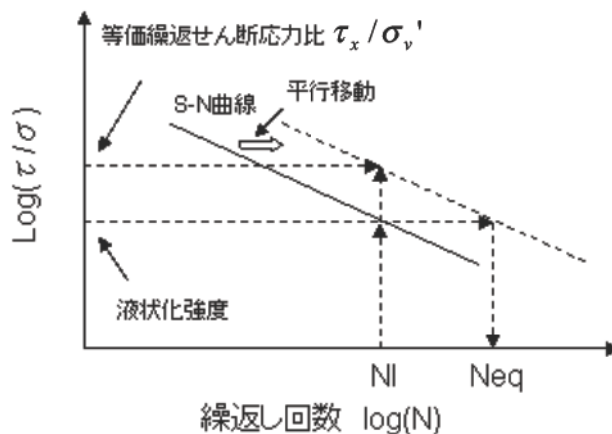 等価繰返せん断応力比 τx/σv'
S-N曲線
平行移動
Log(τ/σ)
液状化強度
Nl
Neq
繰返し回数 log(N)